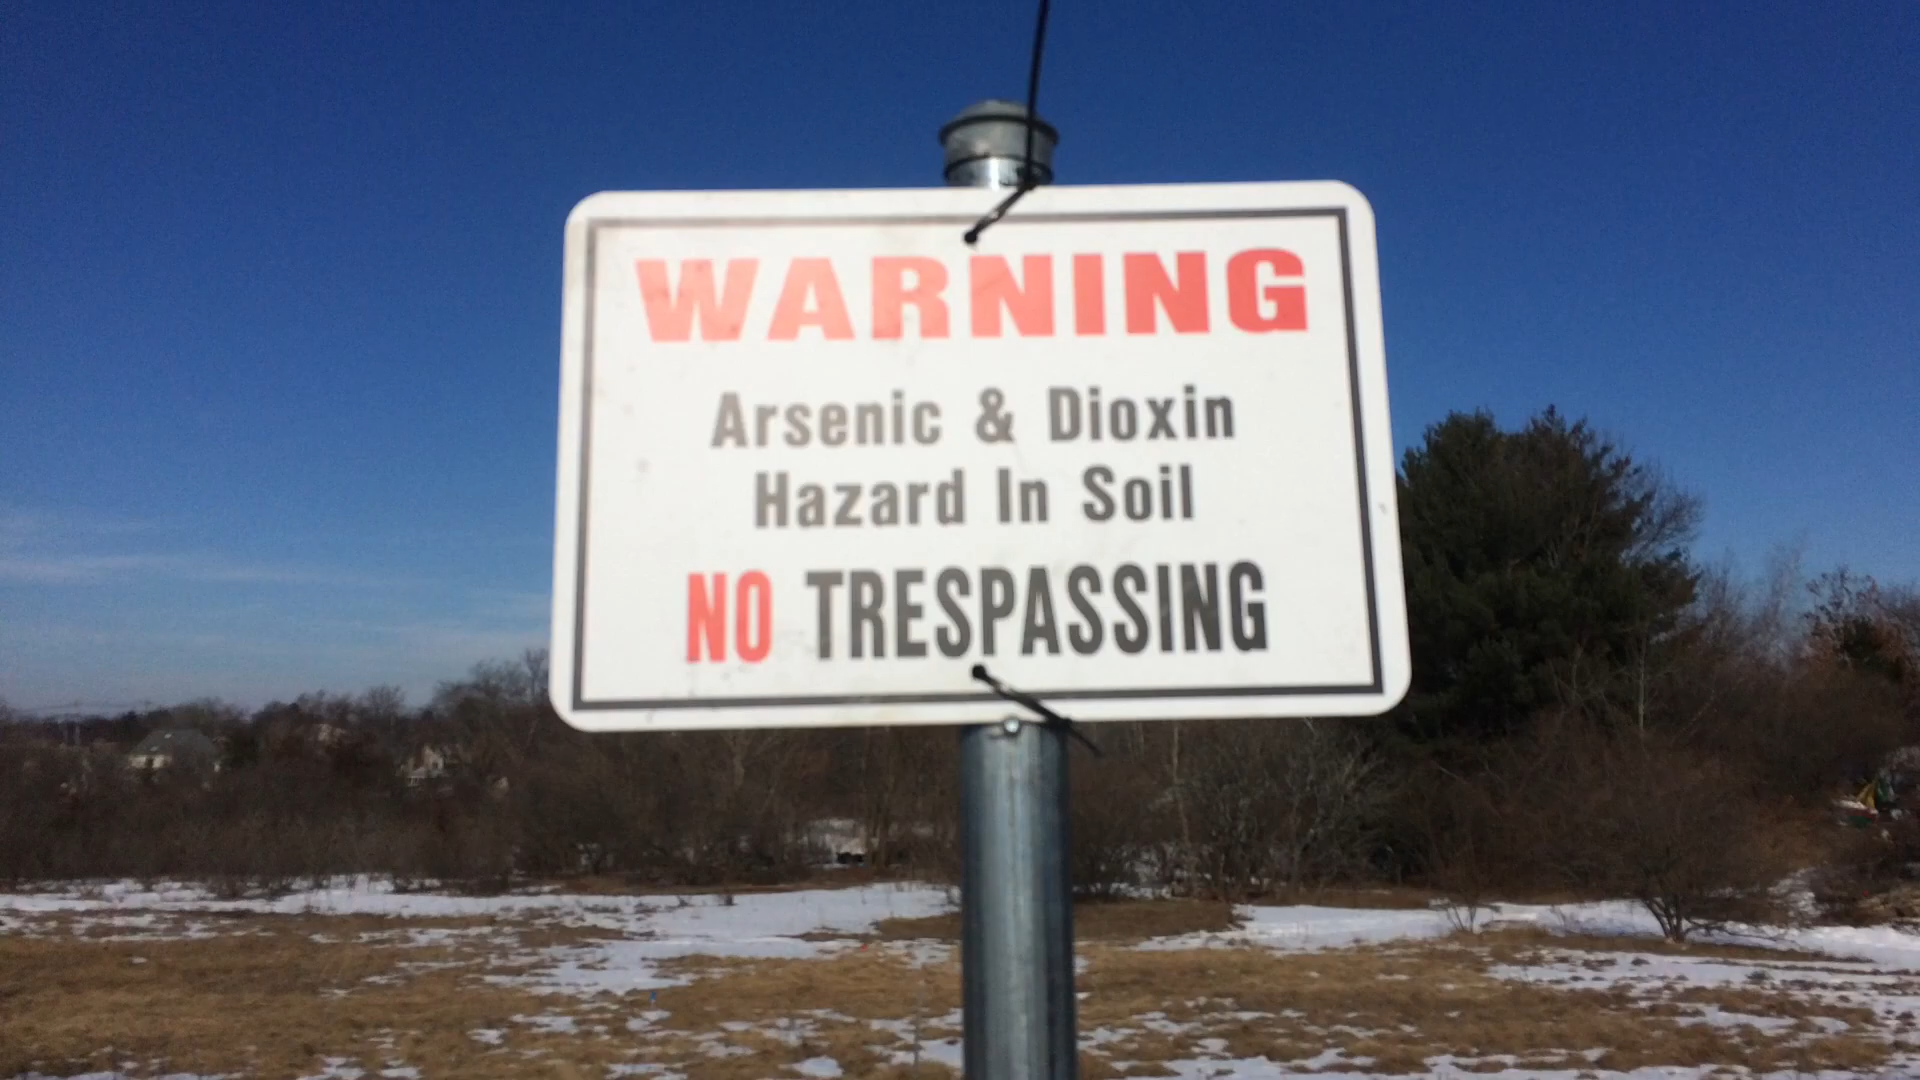 WARNING
Arsenic & Dioxin
Hazard In Soil
NO TRESPASSING